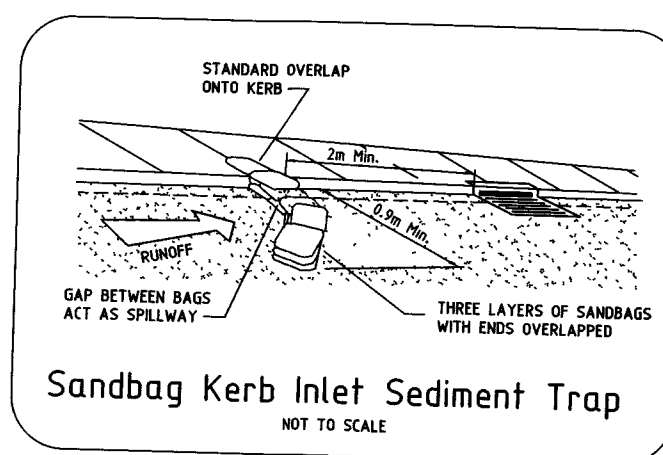 STANDARD OVERLAP
ONTO KERB
2m Min.
0.9m Min.
RUNOFF
GAP BETWEEN BAGS
ACT AS SPILLWAY
THREE LAYERS OF SANDBAGS
WITH ENDS OVERLAPPED
Sandbag Kerb Inlet Sediment Trap
NOT TO SCALE